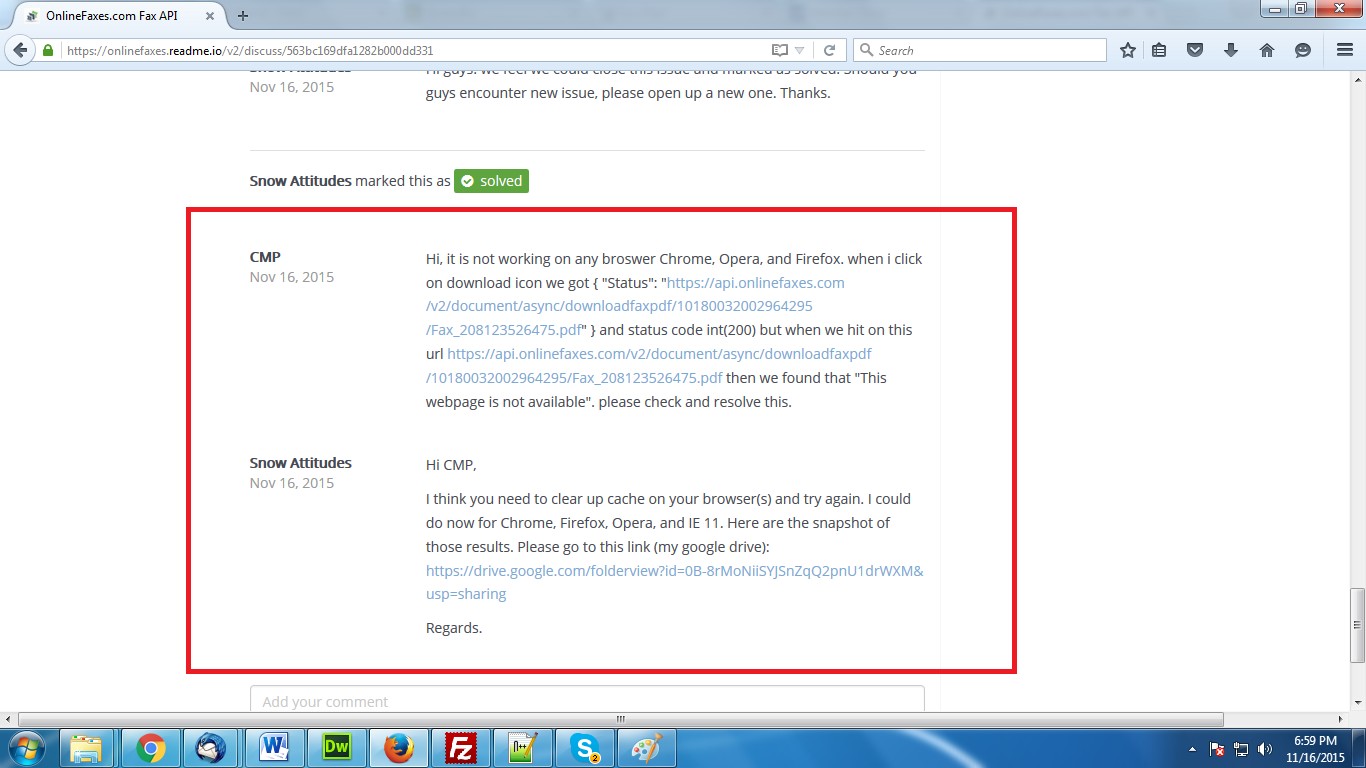 OnlineFaxes.com Fax API
https://onlinefaxes.readme.io/v2/discuss/563bc169dfa1282b000dd331
Search
Snow Attitudes
Nov 16, 2015
Hi guys. we feel we could close this issue and marked as solved. Should you
guys encounter new issue, please open up a new one. Thanks.
Snow Attitudes marked this as solved
CMP
Nov 16, 2015
Hi, it is not working on any broswer Chrome, Opera, and Firefox. when i click
on download icon we got { "Status": "https://api.onlinefaxes.com
/v2/document/async/downloadfaxpdf/10180032002964295
/Fax_208123526475.pdf" } and status code int(200) but when we hit on this
url https://api.onlinefaxes.com/v2/document/async/downloadfaxpdf
/10180032002964295/Fax_208123526475.pdf then we found that "This
webpage is not available". please check and resolve this.
Snow Attitudes
Nov 16, 2015
Hi CMP,
I think you need to clear up cache on your browser(s) and try again. I could
do now for Chrome, Firefox, Opera, and IE 11. Here are the snapshot of
those results. Please go to this link (my google drive):
https://drive.google.com/folderview?id=0B-8rMoNiiSYJSnZqQ2pnU1drWXM&
usp=sharing
Regards.
Add your comment
W
Dw
Fz
n++
S
2
6:59 PM
11/16/2015